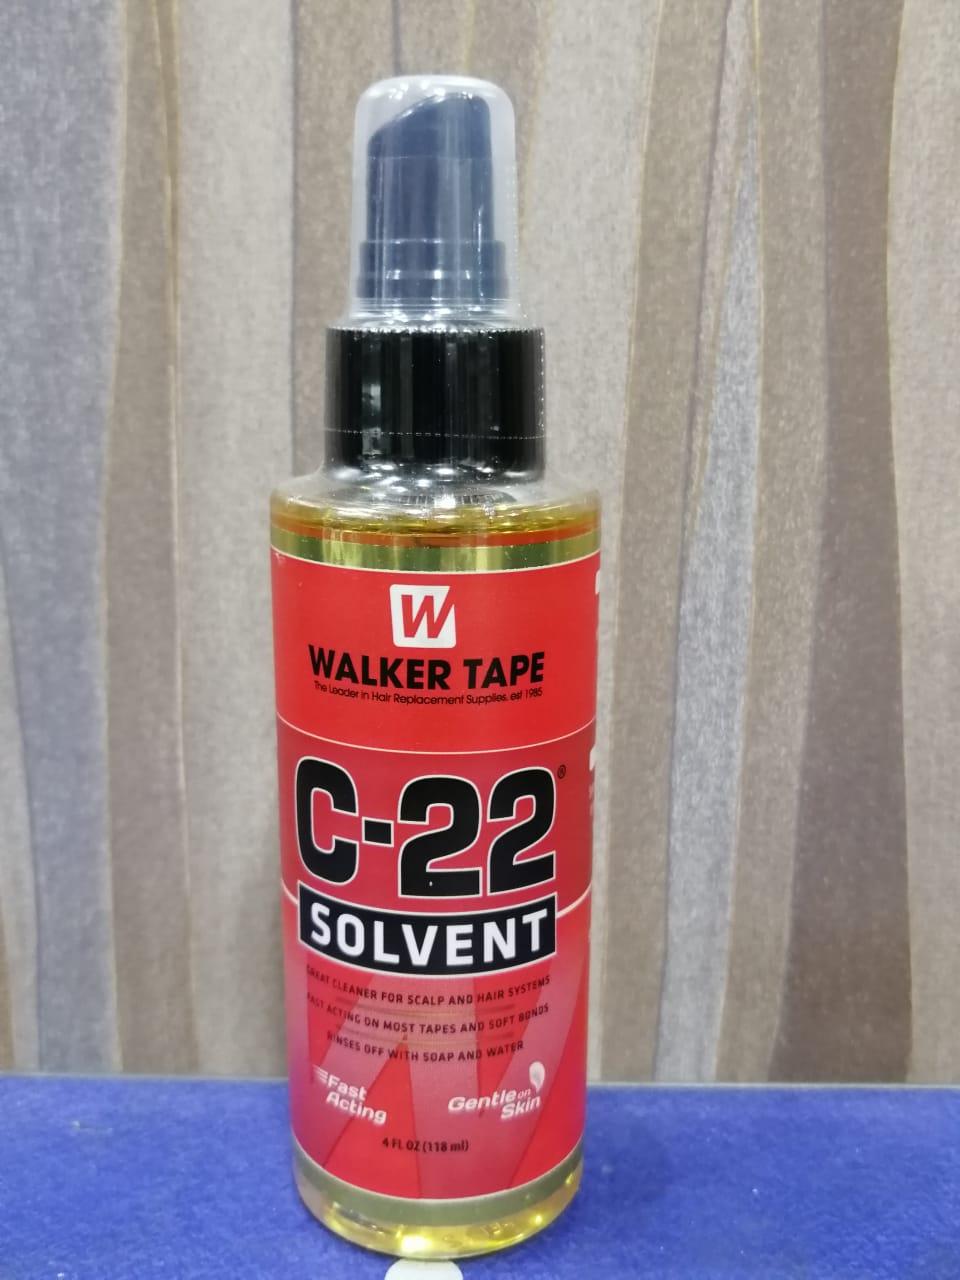 W
WALKER TAPE
The Leader in Hair Replacement Supplies, est 1985
C-22®
SOLVENT
GREAT CLEANER FOR SCALP AND HAIR SYSTEMS
FAST ACTING ON MOST TAPES AND SOFT BONDS
RINSES OFF WITH SOAP AND WATER
Fast
Acting
Gentle on
Skin
4 FL OZ (118 ml)